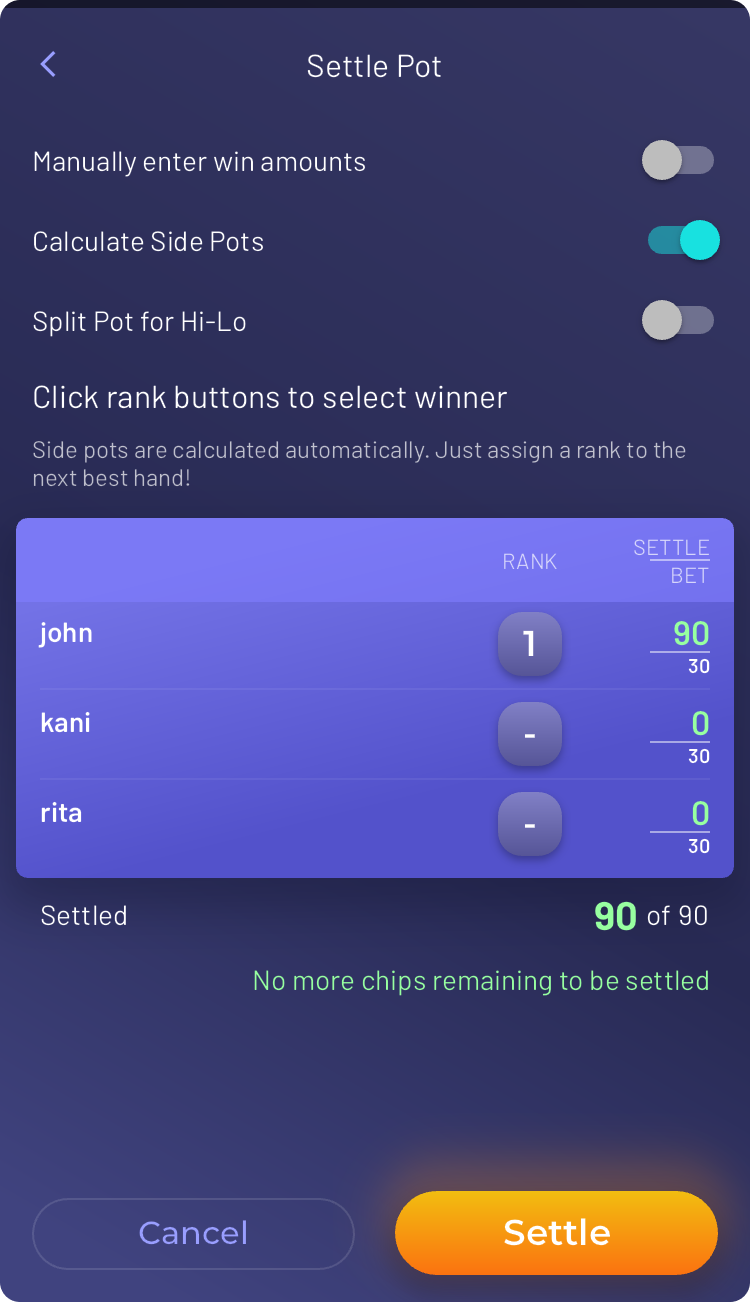 Settle Pot
Manually enter win amounts
Calculate Side Pots
Split Pot for Hi-Lo
Click rank buttons to select winner
Side pots are calculated automatically. Just assign a rank to the
next best hand!
RANK
SETTLE
BET
john
1
90
30
kani
-
0
30
rita
-
0
30
Settled
90 of 90
No more chips remaining to be settled
Cancel
Settle